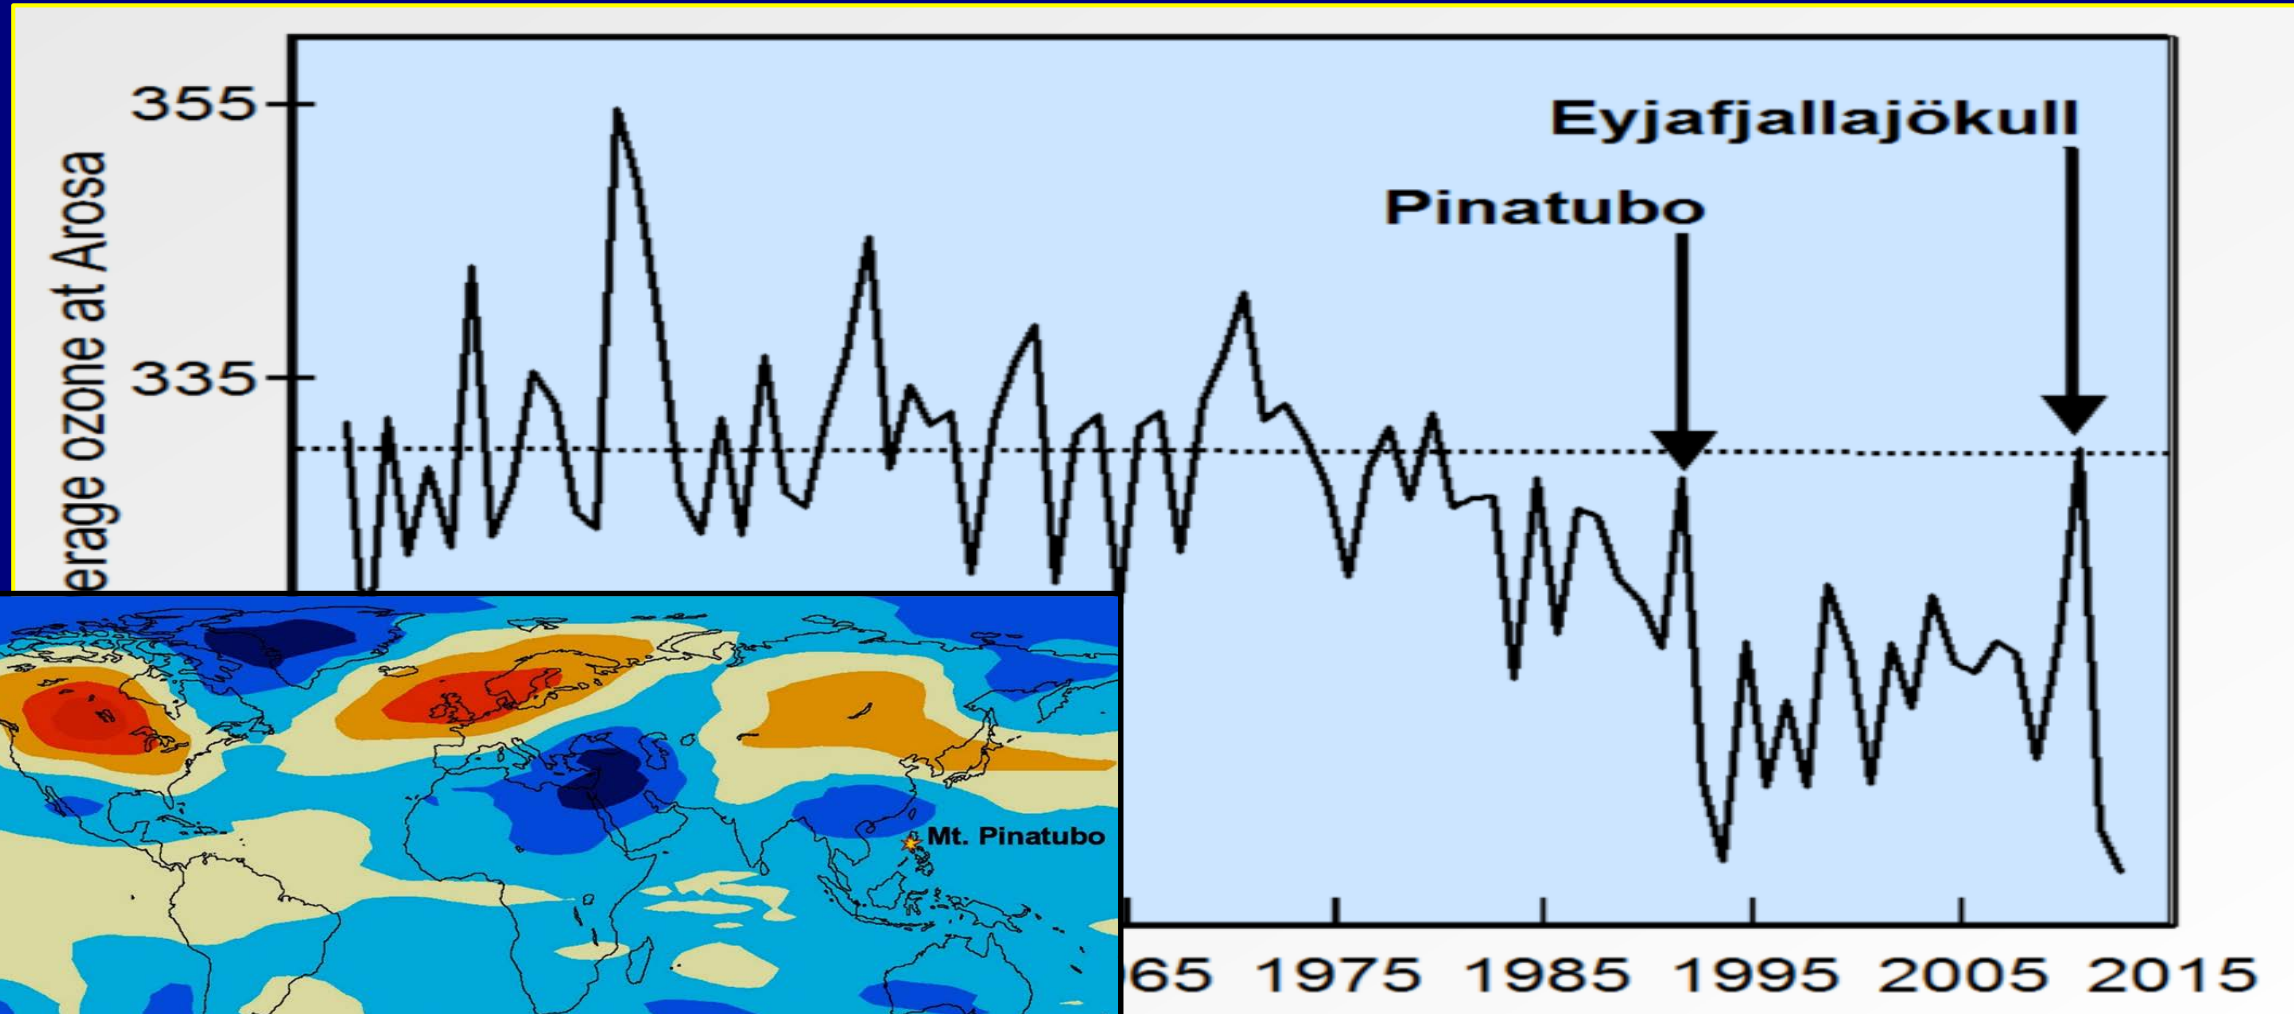 355
Eyjafjallajökull
Pinatubo
335
erage ozone at Arosa
Mt. Pinatubo
65 1975 1985 1995 2005 2015